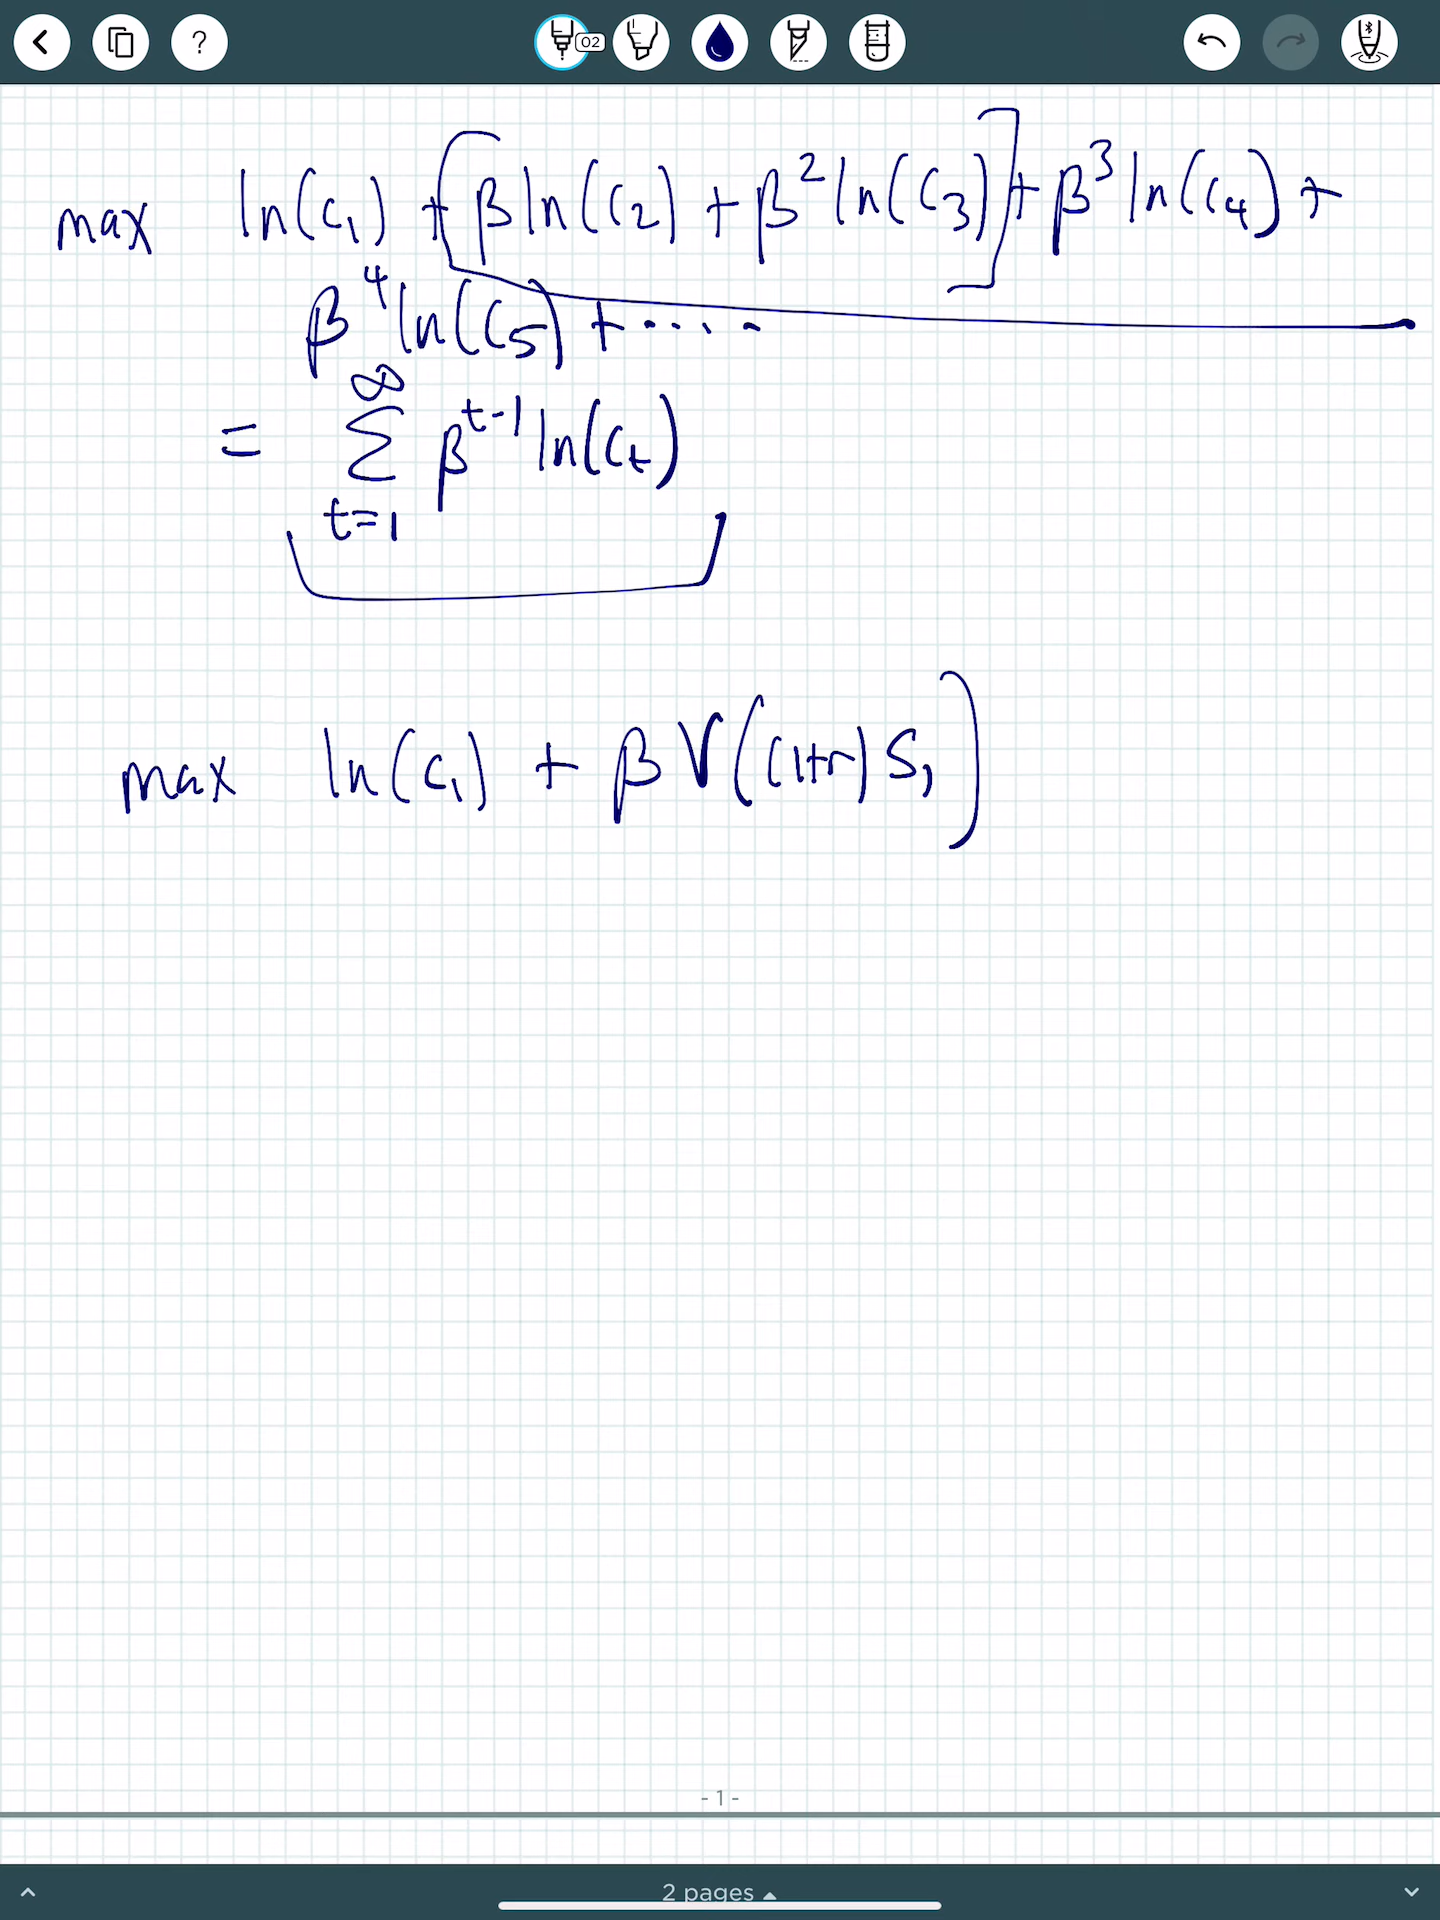 ?
02
max ln(c₁) + [β ln(c₂) + β² ln(c₃)] + β³ ln(c₄) +
β⁴ ln(c₅) + ....
= ∑_{t=1}^{∞} β^{t-1} ln(c_t)
max ln(c₁) + β V((1+r) S₁)
- 1 -
2 pages